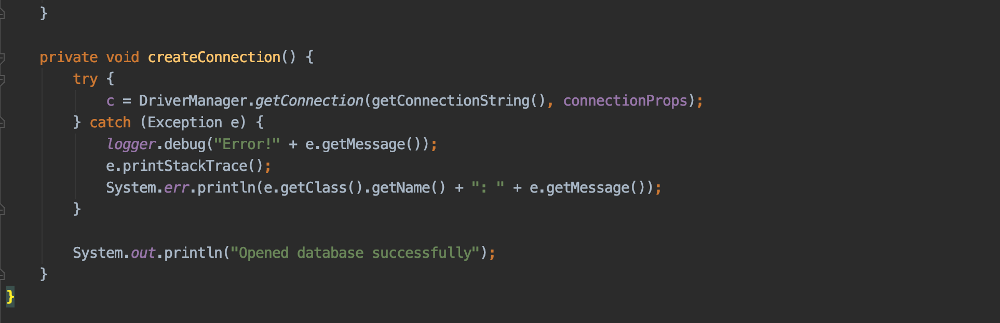 }
private void createConnection() {
try {
c = DriverManager.getConnection(getConnectionString(), connectionProps);
} catch (Exception e) {
logger.debug("Error!" + e.getMessage());
e.printStackTrace();
System.err.println(e.getClass().getName() + ": " + e.getMessage());
}
System.out.println("Opened database successfully");
}
}